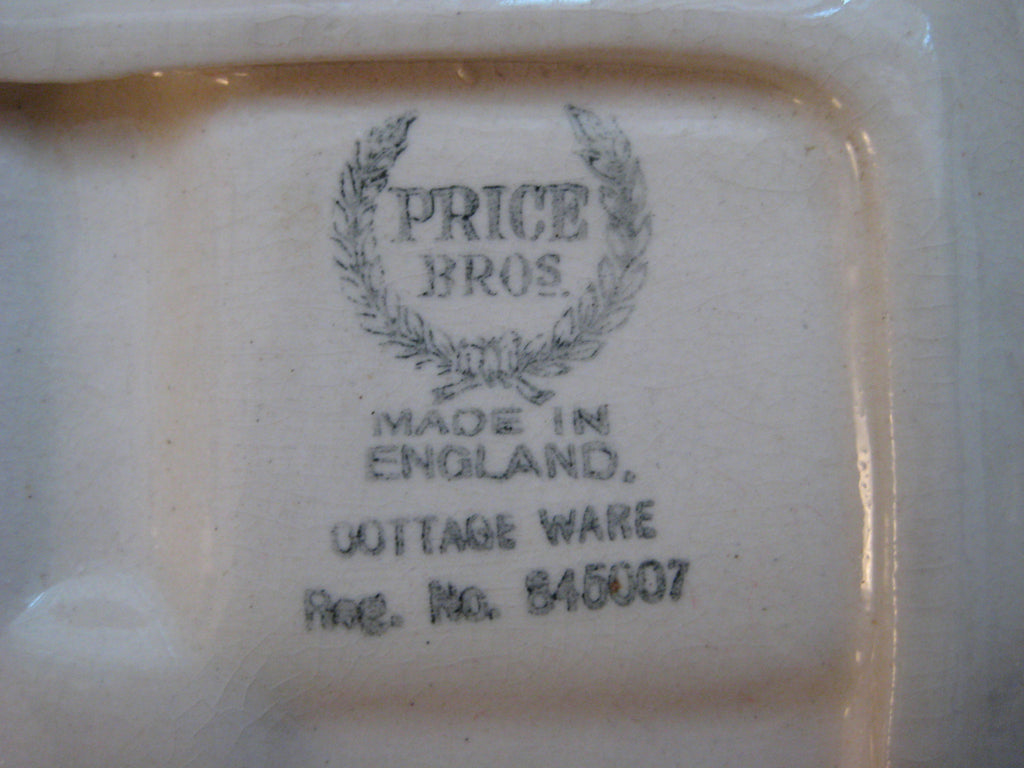 PRICE
BROS.
MADE IN
ENGLAND.
COTTAGE WARE
Reg. No. 845007